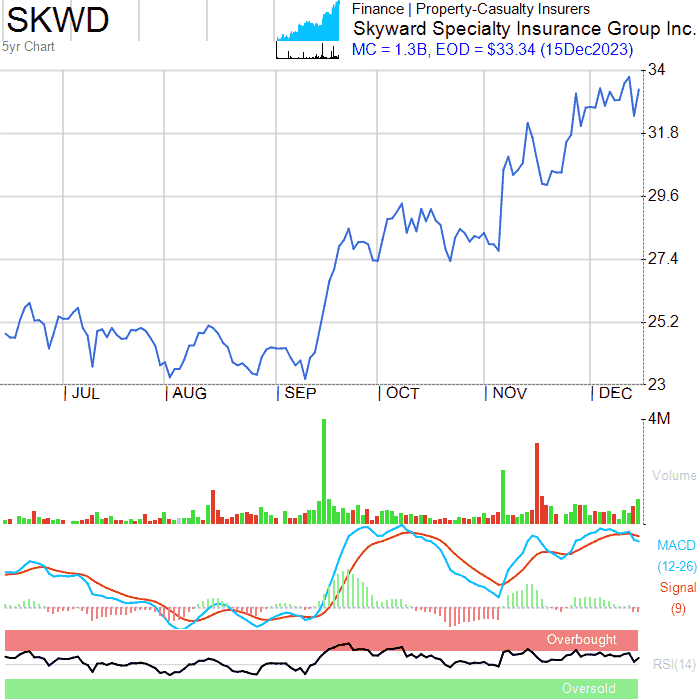 SKWD
5yr Chart
Finance | Property-Casualty Insurers
Skyward Specialty Insurance Group Inc.
MC = 1.3B, EOD = $33.34 (15Dec2023)
34
31.8
29.6
27.4
25.2
23
| JUL | AUG | SEP | OCT | NOV | DEC
4M
Volume
MACD
(12-26)
Signal
(9)
Overbought
RSI(14)
Oversold